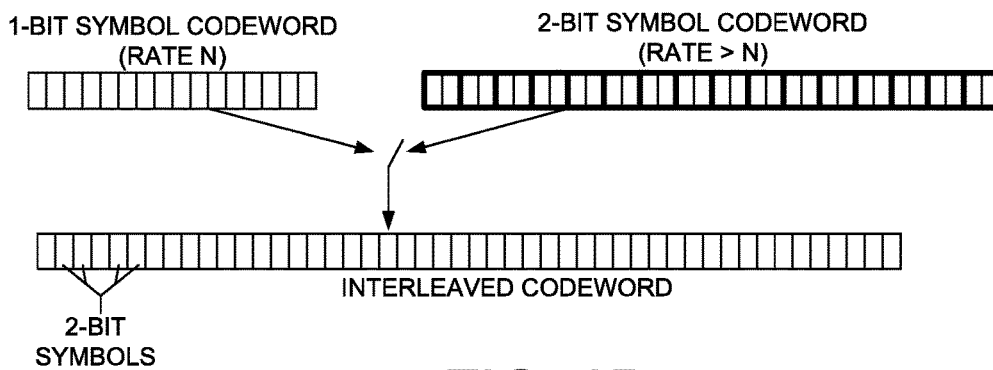 1-BIT SYMBOL CODEWORD
(RATE N)
2-BIT SYMBOL CODEWORD
(RATE > N)
INTERLEAVED CODEWORD
2-BIT
SYMBOLS